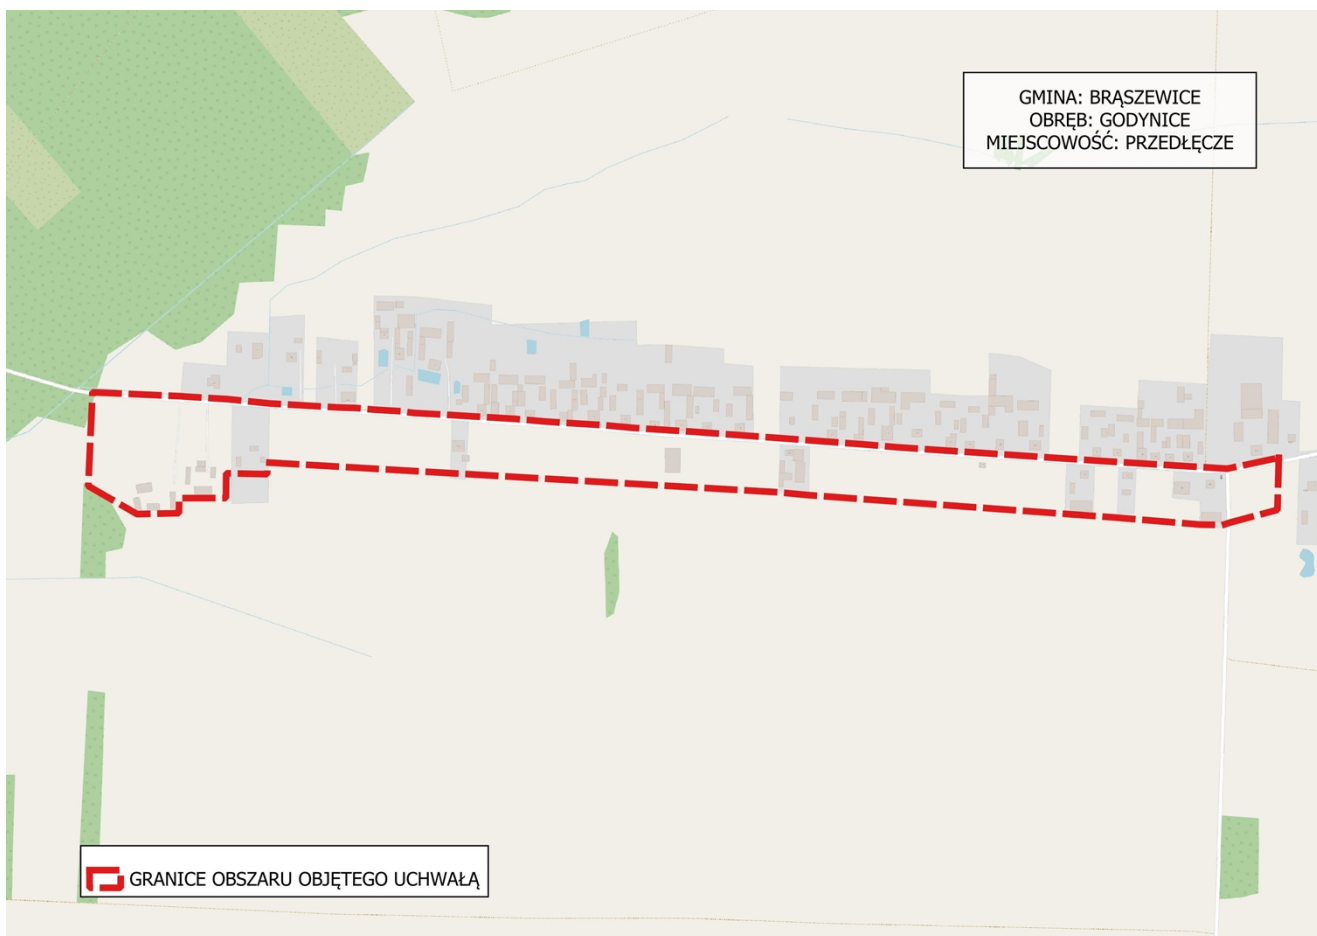 GMINA: BRĄSZEWICE
OBRĘB: GODYNICE
MIEJSCOWOŚĆ: PRZEDŁĘCZE
GRANICE OBSZARU OBJĘTEGO UCHWAŁĄ